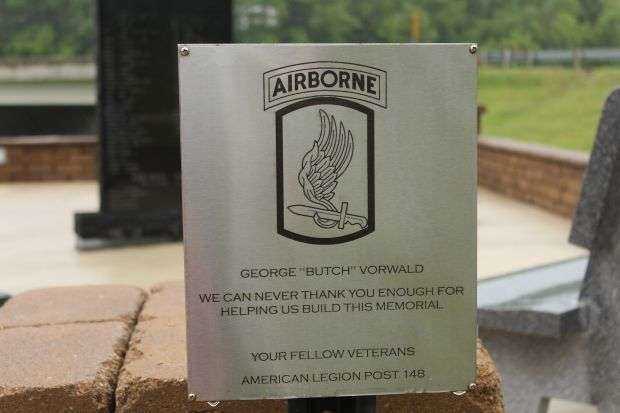 AIRBORNE
GEORGE "BUTCH" VORWALD
WE CAN NEVER THANK YOU ENOUGH FOR
HELPING US BUILD THIS MEMORIAL
YOUR FELLOW VETERANS
AMERICAN LEGION POST 148